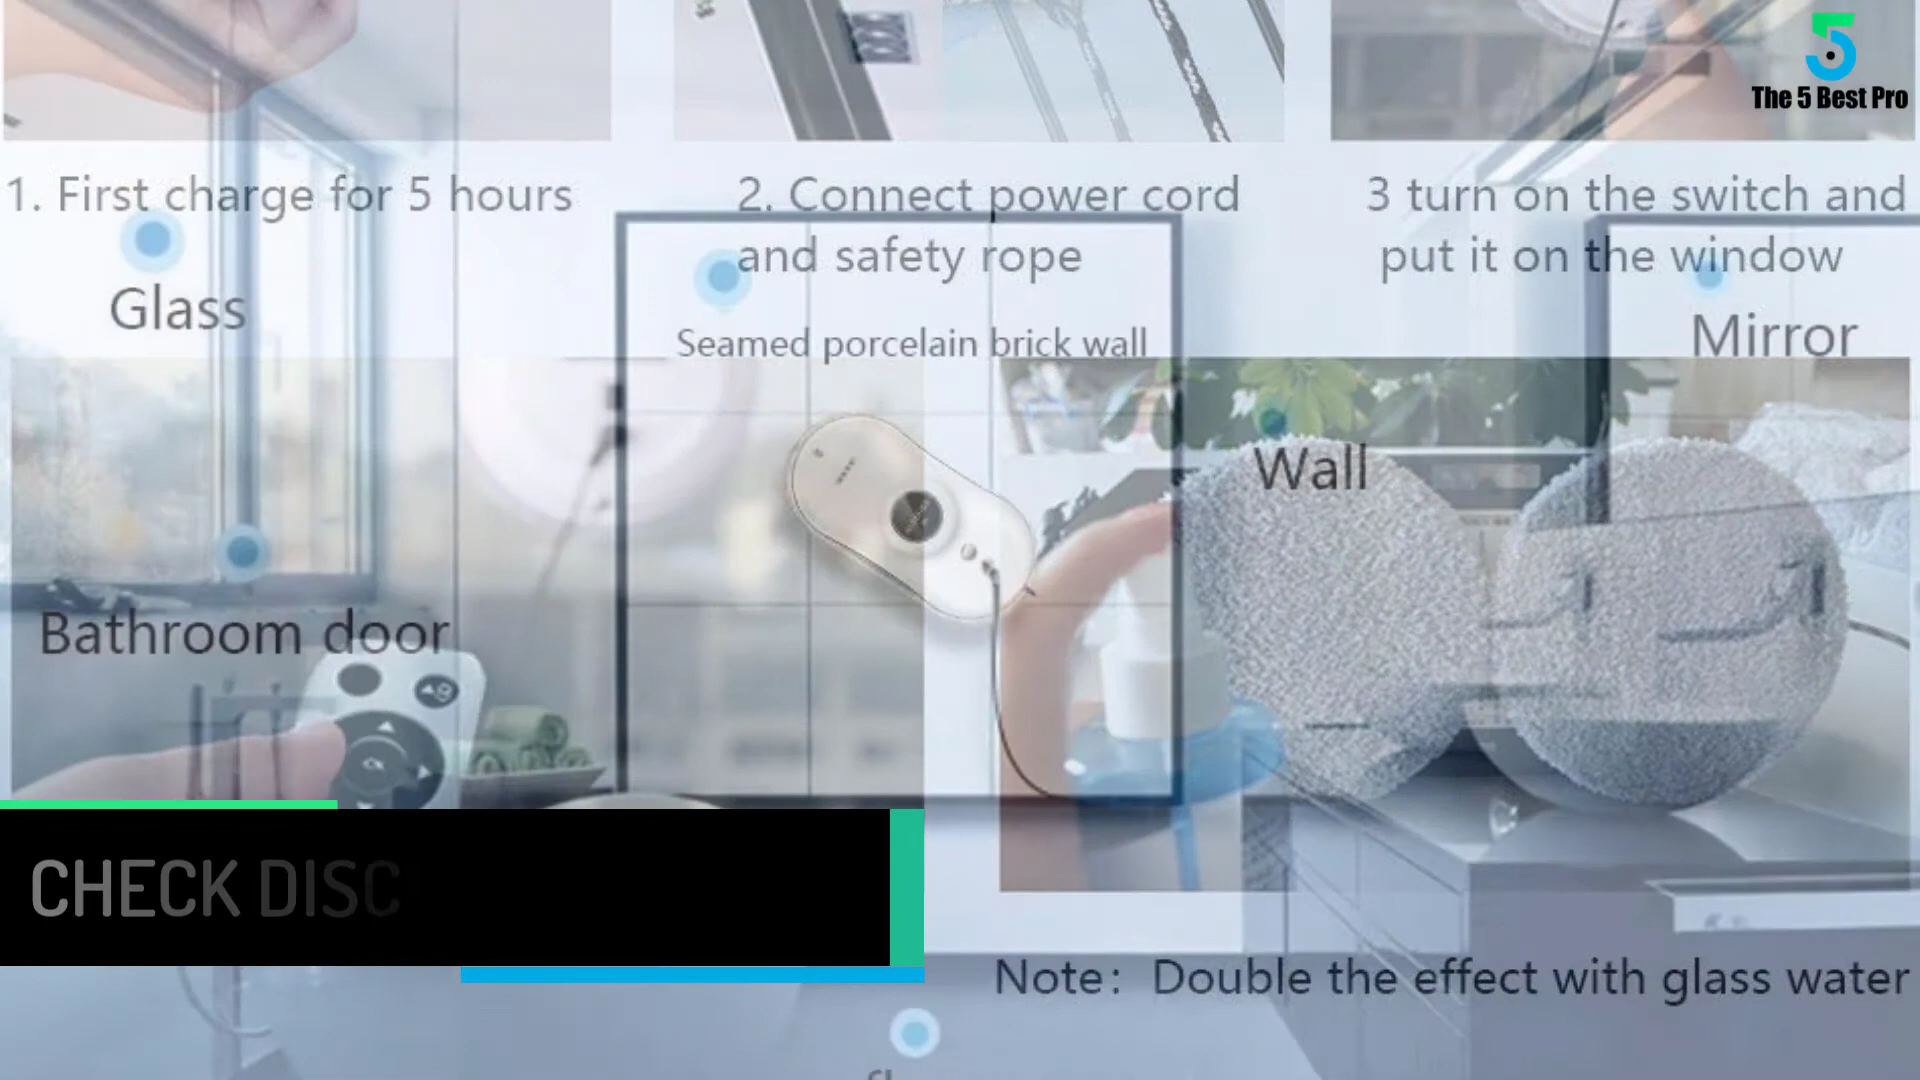 5
The 5 Best Pro
1. First charge for 5 hours
2. Connect power cord
and safety rope
3 turn on the switch and
put it on the window
Glass
Seamed porcelain brick wall
Mirror
Wall
Bathroom door
CHECK DISC
Note: Double the effect with glass water